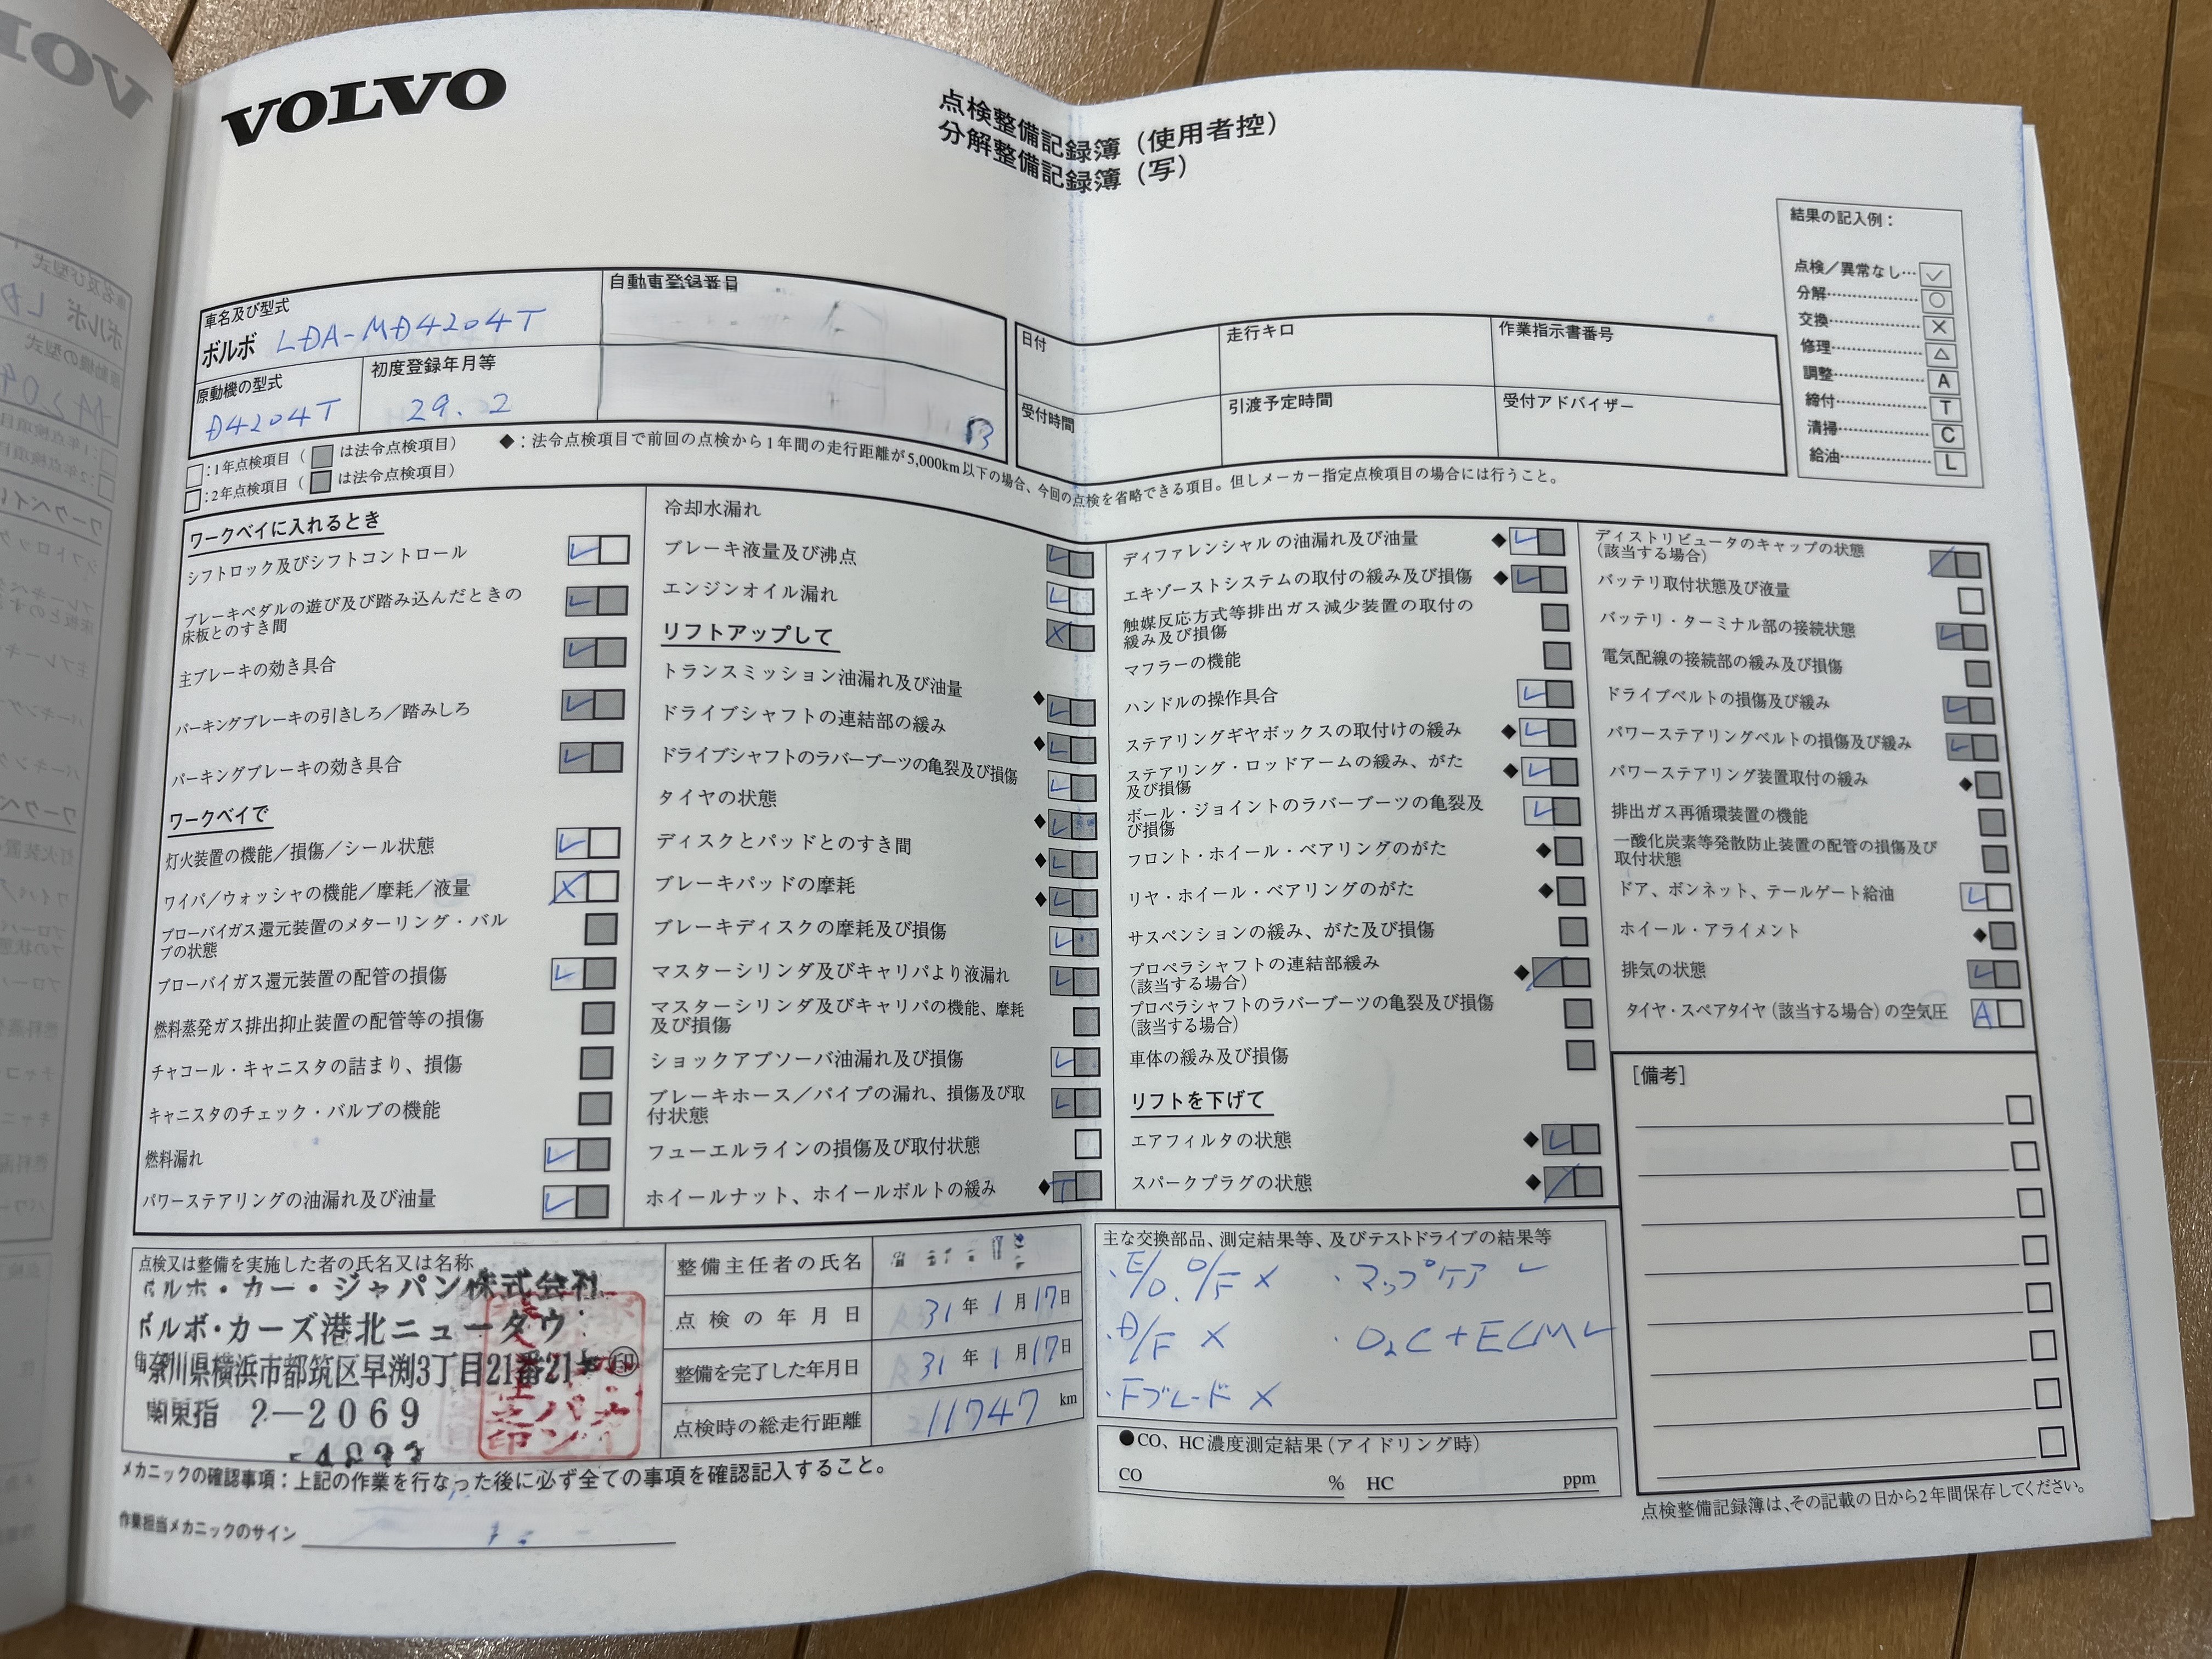 VOLVO
点検整備記録簿（使用者控）
分解整備記録簿（写）
結果の記入例：
点検／異常なし… ✓
分解 ○
交換 ×
修理 △
調整 A
締付 T
清掃 C
給油 L
車名及び型式
ボルボ LDA-MD4204T
自動車登録番号
原動機の型式
D4204T
初度登録年月等
29.2
日付
走行キロ
作業指示書番号
受付時間
引渡予定時間
受付アドバイザー
□：1年点検項目（ は法令点検項目）
□：2年点検項目（ は法令点検項目）
◆：法令点検項目で前回の点検から1年間の走行距離が5,000km以下の場合、今回の点検を省略できる項目。但しメーカー指定点検項目の場合には行うこと。
ワークベイに入れるとき
シフトロック及びシフトコントロール
ブレーキペダルの遊び及び踏み込んだときの
床板とのすき間
主ブレーキの効き具合
パーキングブレーキの引きしろ／踏みしろ
パーキングブレーキの効き具合
ワークベイで
灯火装置の機能／損傷／シール状態
ワイパ／ウォッシャの機能／摩耗／液量
ブローバイガス還元装置のメターリング・バル
ブの状態
ブローバイガス還元装置の配管の損傷
燃料蒸発ガス排出抑止装置の配管等の損傷
チャコール・キャニスタの詰まり、損傷
キャニスタのチェック・バルブの機能
燃料漏れ
パワーステアリングの油漏れ及び油量
冷却水漏れ
ブレーキ液量及び沸点
エンジンオイル漏れ
リフトアップして
トランスミッション油漏れ及び油量
ドライブシャフトの連結部の緩み
ドライブシャフトのラバーブーツの亀裂及び損傷
タイヤの状態
ディスクとパッドとのすき間
ブレーキパッドの摩耗
ブレーキディスクの摩耗及び損傷
マスターシリンダ及びキャリパより液漏れ
マスターシリンダ及びキャリパの機能、摩耗
及び損傷
ショックアブソーバ油漏れ及び損傷
ブレーキホース／パイプの漏れ、損傷及び取
付状態
フューエルラインの損傷及び取付状態
ホイールナット、ホイールボルトの緩み
ディファレンシャルの油漏れ及び油量
エキゾーストシステムの取付の緩み及び損傷
触媒反応方式等排出ガス減少装置の取付の
緩み及び損傷
マフラーの機能
ハンドルの操作具合
ステアリングギヤボックスの取付けの緩み
ステアリング・ロッドアームの緩み、がた
及び損傷
ボール・ジョイントのラバーブーツの亀裂及
び損傷
フロント・ホイール・ベアリングのがた
リヤ・ホイール・ベアリングのがた
サスペンションの緩み、がた及び損傷
プロペラシャフトの連結部緩み
（該当する場合）
プロペラシャフトのラバーブーツの亀裂及び損傷
（該当する場合）
車体の緩み及び損傷
リフトを下げて
エアフィルタの状態
スパークプラグの状態
ディストリビュータのキャップの状態
（該当する場合）
バッテリ取付状態及び液量
バッテリ・ターミナル部の接続状態
電気配線の接続部の緩み及び損傷
ドライブベルトの損傷及び緩み
パワーステアリングベルトの損傷及び緩み
パワーステアリング装置取付の緩み
排出ガス再循環装置の機能
一酸化炭素等発散防止装置の配管の損傷及び
取付状態
ドア、ボンネット、テールゲート給油
ホイール・アライメント
排気の状態
タイヤ・スペアタイヤ（該当する場合）の空気圧 A
［備考］
点検又は整備を実施した者の氏名又は名称
ボルボ・カー・ジャパン株式会社
ボルボ・カーズ港北ニュータウン
神奈川県横浜市都筑区早渕3丁目21番21号 印
関東指 2-2069
整備主任者の氏名
点検の年月日 31年1月17日
整備を完了した年月日 31年1月17日
点検時の総走行距離 11747 km
主な交換部品、測定結果等、及びテストドライブの結果等
・E/O. O/F × ・マップケア ✓
・D/F × ・O2C+ECM ✓
・Fブレード ×
●CO、HC濃度測定結果（アイドリング時）
CO % HC ppm
メカニックの確認事項：上記の作業を行なった後に必ず全ての事項を確認記入すること。
作業担当メカニックのサイン
点検整備記録簿は、その記載の日から2年間保存してください。